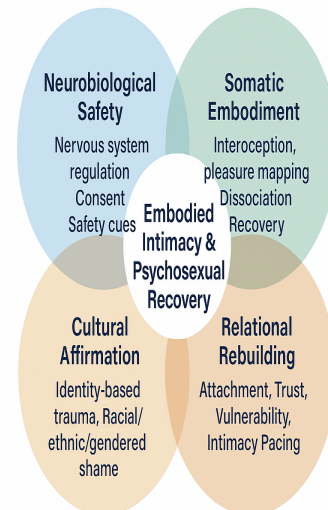 Neurobiological
Safety
Nervous system
regulation
Consent
Safety cues
Somatic
Embodiment
Interoception,
pleasure mapping
Dissociation
Recovery
Embodied
Intimacy &
Psychosexual
Recovery
Cultural
Affirmation
Identity-based
trauma, Racial/
ethnic/gendered
shame
Relational
Rebuilding
Attachment, Trust,
Vulnerability,
Intimacy Pacing